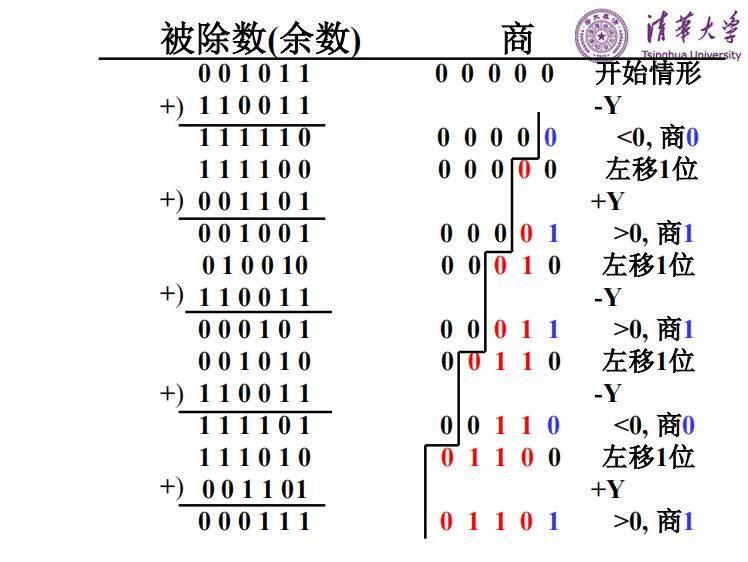 被除数(余数) 商 清华大学
Tsinghua University
0 0 1 0 1 1 0 0 0 0 0 开始情形
+) 1 1 0 0 1 1 -Y
1 1 1 1 1 0 0 0 0 0 0 <0, 商0
1 1 1 1 0 0 0 0 0 0 0 左移1位
+) 0 0 1 1 0 1 +Y
0 0 1 0 0 1 0 0 0 0 1 >0, 商1
0 1 0 0 10 0 0 0 1 0 左移1位
+) 1 1 0 0 1 1 -Y
0 0 0 1 0 1 0 0 0 1 1 >0, 商1
0 0 1 0 1 0 0 0 1 1 0 左移1位
+) 1 1 0 0 1 1 -Y
1 1 1 1 0 1 0 0 1 1 0 <0, 商0
1 1 1 0 1 0 0 1 1 0 0 左移1位
+) 0 0 1 1 01 +Y
0 0 0 1 1 1 0 1 1 0 1 >0, 商1